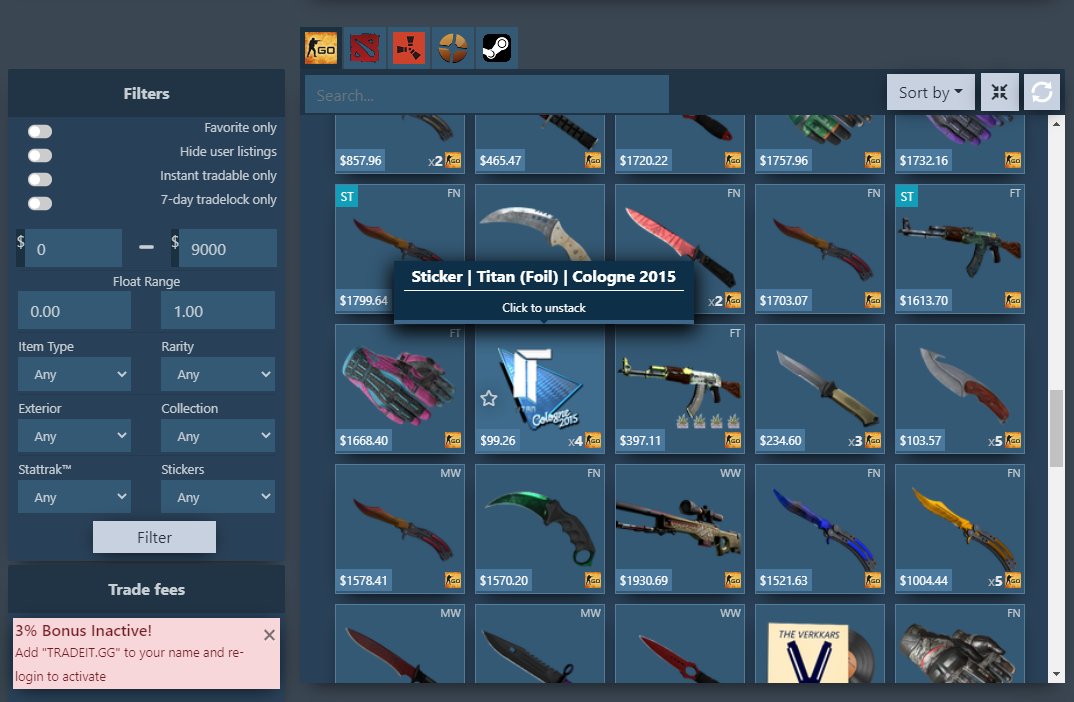 GO
Filters
Favorite only
Hide user listings
Instant tradable only
7-day tradelock only
$ 0 $ 9000
Float Range
0.00 1.00
Item Type Rarity
Any Any
Exterior Collection
Any Any
Stattrak™ Stickers
Any Any
Filter
Trade fees
3% Bonus Inactive!
Add "TRADEIT.GG" to your name and re-
login to activate
Search...
Sort by
$857.96 x2 GO
$465.47 GO
$1720.22 GO
$1757.96 GO
$1732.16 GO
ST FN
$1799.64
FN
x2 GO
FN
$1703.07 GO
ST FT
$1613.70 GO
Sticker | Titan (Foil) | Cologne 2015
Click to unstack
FT
$1668.40 GO
TITAN
Cologne
2015
$99.26 x4 GO
FT
$397.11 GO
$234.60 x3 GO
$103.57 x5 GO
MW
$1578.41 GO
FN
$1570.20 GO
WW
$1930.69 GO
FN
$1521.63 GO
FN
$1004.44 x5 GO
MW
MW
WW
THE VERKKARS
FN